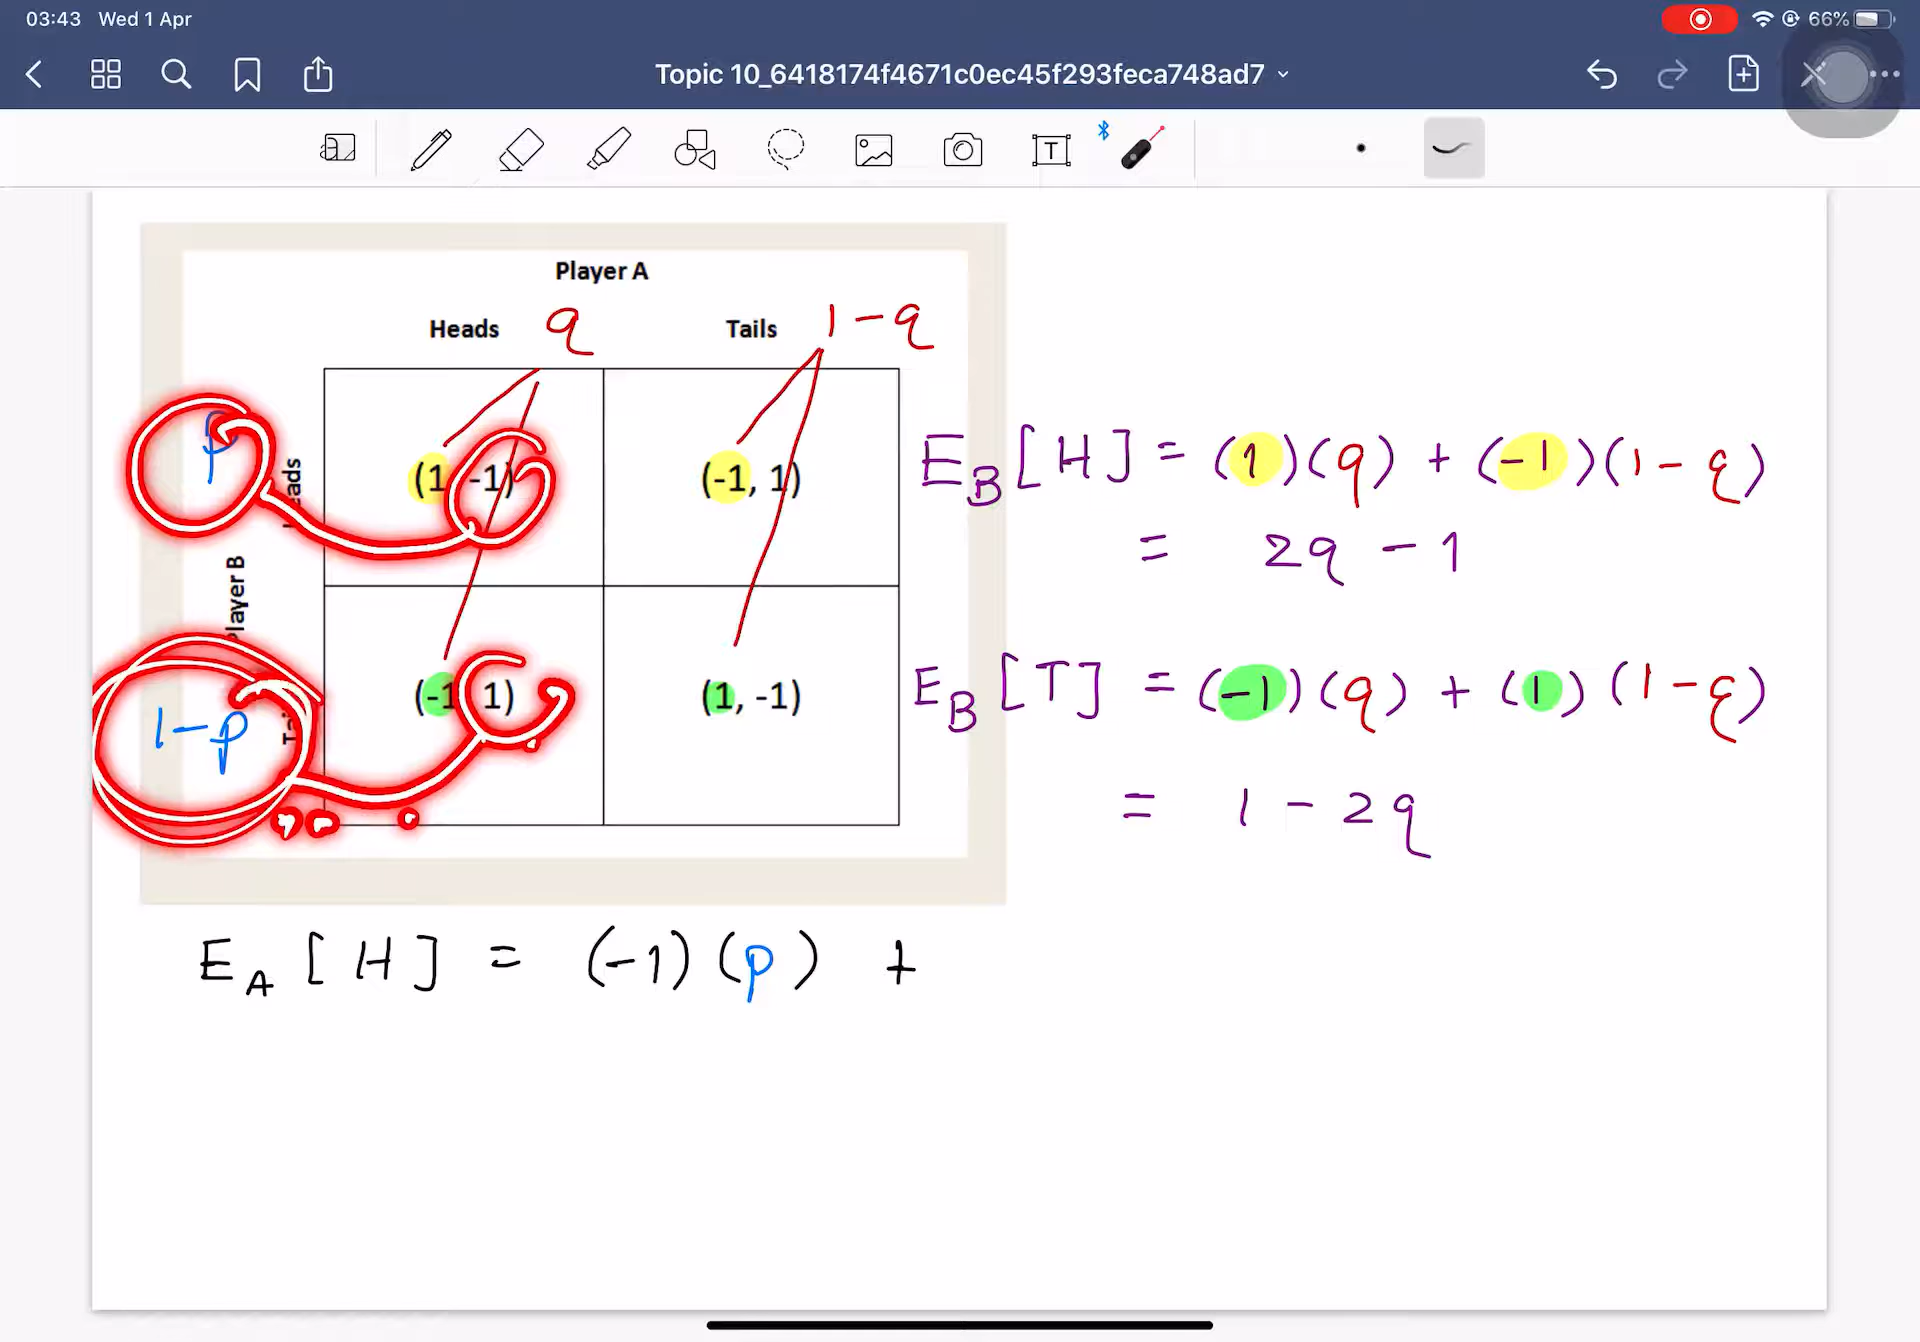 03:43 Wed 1 Apr
66%
Topic 10_6418174f4671c0ec45f293feca748ad7
Player A
Heads q Tails 1-q
p
Player B
(1, -1) (-1, 1)
E_B [H] = (1)(q) + (-1)(1-q)
= 2q - 1
1-p
(-1, 1) (1, -1)
E_B [T] = (-1)(q) + (1)(1-q)
= 1 - 2q
E_A [H] = (-1)(p) +